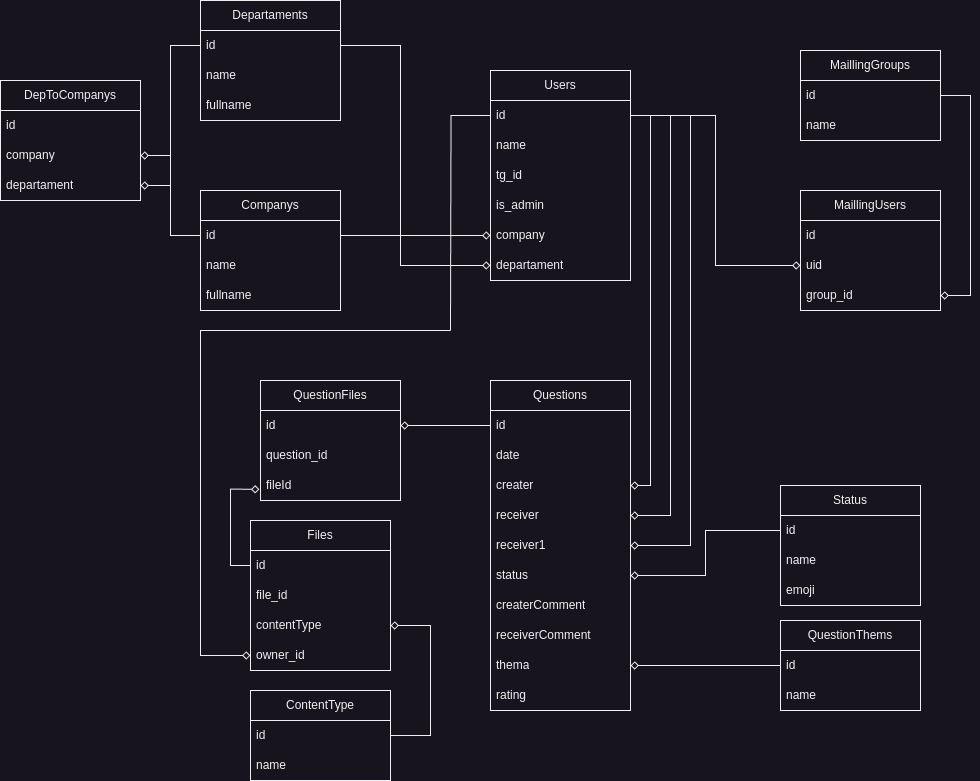 Departaments
id
name
fullname
DepToCompanys
id
company
departament
Companys
id
name
fullname
Users
id
name
tg_id
is_admin
company
departament
MaillingGroups
id
name
MaillingUsers
id
uid
group_id
QuestionFiles
id
question_id
fileId
Files
id
file_id
contentType
owner_id
ContentType
id
name
Questions
id
date
creater
receiver
receiver1
status
createrComment
receiverComment
thema
rating
Status
id
name
emoji
QuestionThems
id
name